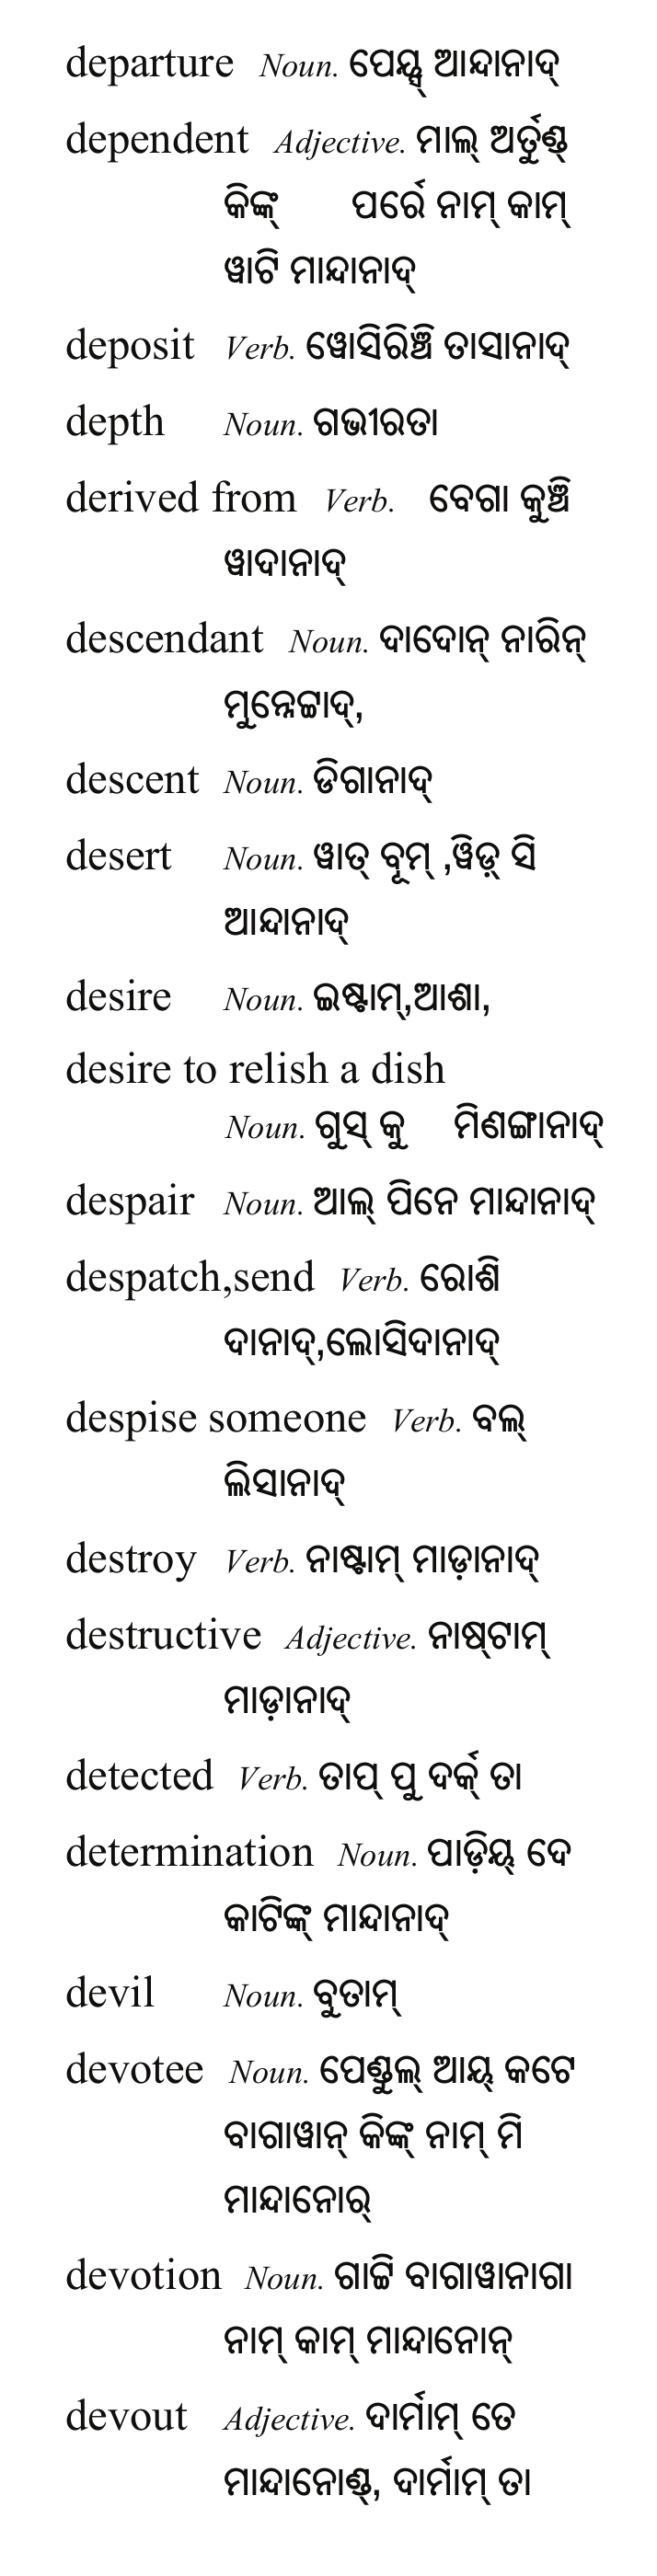 departure Noun. ପେୟ୍ସ୍ ଆନ୍ଦାନାଦ୍
dependent Adjective. ମାଲ୍ ଅର୍ତୁଣ୍ଡ୍
କିଙ୍କ୍ ପର୍ରେ ନାମ୍ କାମ୍
ୱାଟି ମାନ୍ଦାନାଦ୍
deposit Verb. ୱୋସିରିଞ୍ଚି ତାସାନାଦ୍
depth Noun. ଗଭୀରତା
derived from Verb. ବେଗା କୁଞ୍ଚି
ୱାଦାନାଦ୍
descendant Noun. ଦାଦୋନ୍ ନାରିନ୍
ମୁନ୍ନେଟ୍ଟାଦ୍,
descent Noun. ଡିଗାନାଦ୍
desert Noun. ୱାତ୍ ବୂମ୍ ,ୱିଡ଼୍ ସି
ଆନ୍ଦାନାଦ୍
desire Noun. ଇଷ୍ଟାମ୍,ଆଶା,
desire to relish a dish
Noun. ଗୁସ୍ କୁ ମିଣଙ୍ଗାନାଦ୍
despair Noun. ଆଲ୍ ପିନେ ମାନ୍ଦାନାଦ୍
despatch,send Verb. ରୋଶି
ଦାନାଦ୍,ଲୋସିଦାନାଦ୍
despise someone Verb. ବଲ୍
ଲିସାନାଦ୍
destroy Verb. ନାଷ୍ଟାମ୍ ମାଡ଼ାନାଦ୍
destructive Adjective. ନାଷ୍‌ଟାମ୍
ମାଡ଼ାନାଦ୍
detected Verb. ତାପ୍ ପୁ ଦର୍କ୍ ତା
determination Noun. ପାଡ଼ିୟ୍ ଦେ
କାଟିଙ୍କ୍ ମାନ୍ଦାନାଦ୍
devil Noun. ବୁତାମ୍
devotee Noun. ପେଣ୍ଡୁଲ୍ ଆୟ୍ କଟେ
ବାଗାୱାନ୍ କିଙ୍କ୍ ନାମ୍ ମି
ମାନ୍ଦାନୋର୍
devotion Noun. ଗାଟ୍ଟି ବାଗାୱାନାଗା
ନାମ୍ କାମ୍ ମାନ୍ଦାନୋନ୍
devout Adjective. ଦାର୍ମାମ୍ ତେ
ମାନ୍ଦାନୋଣ୍ଡ୍, ଦାର୍ମାମ୍ ତା